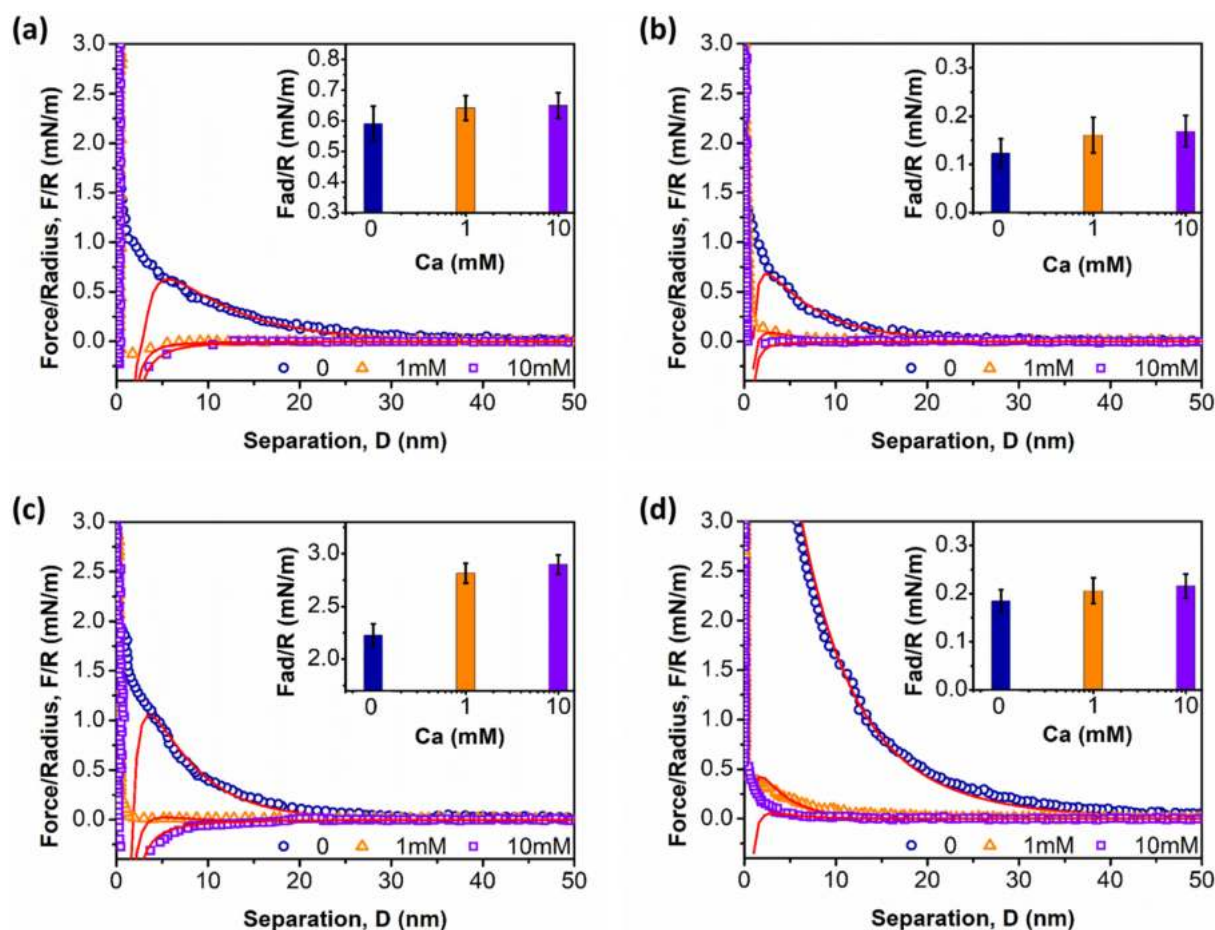 (a)
Force/Radius, F/R (mN/m)
3.0
2.5
2.0
1.5
1.0
0.5
0.0
Fad/R (mN/m)
0.8
0.7
0.6
0.5
0.4
0.3
0 1 10
Ca (mM)
0 1mM 10mM
0 10 20 30 40 50
Separation, D (nm)
(b)
Force/Radius, F/R (mN/m)
3.0
2.5
2.0
1.5
1.0
0.5
0.0
Fad/R (mN/m)
0.3
0.2
0.1
0.0
0 1 10
Ca (mM)
0 1mM 10mM
0 10 20 30 40 50
Separation, D (nm)
(c)
Force/Radius, F/R (mN/m)
3.0
2.5
2.0
1.5
1.0
0.5
0.0
Fad/R (mN/m)
3.0
2.5
2.0
0 1 10
Ca (mM)
0 1mM 10mM
0 10 20 30 40 50
Separation, D (nm)
(d)
Force/Radius, F/R (mN/m)
3.0
2.5
2.0
1.5
1.0
0.5
0.0
Fad/R (mN/m)
0.3
0.2
0.1
0.0
0 1 10
Ca (mM)
0 1mM 10mM
0 10 20 30 40 50
Separation, D (nm)